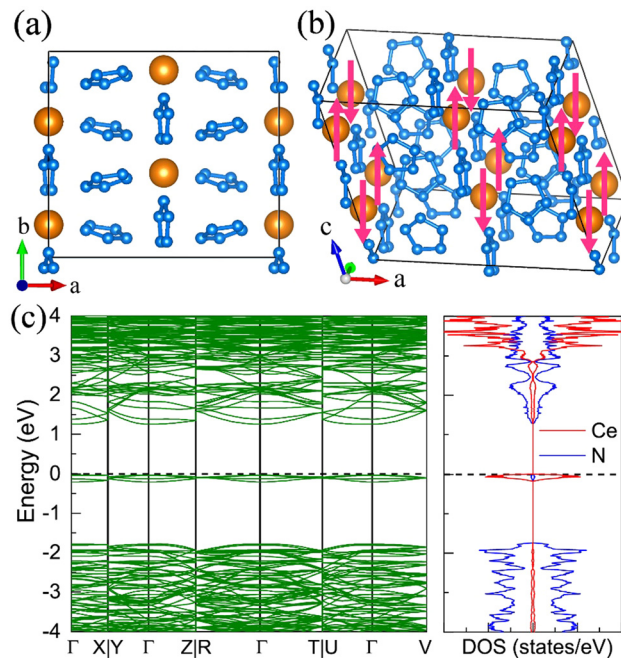 (a)
b
a
(b)
c
a
(c)
4
3
2
1
0
-1
-2
-3
-4
Energy (eV)
Γ X|Y Γ Z|R Γ T|U Γ V
Ce
N
DOS (states/eV)